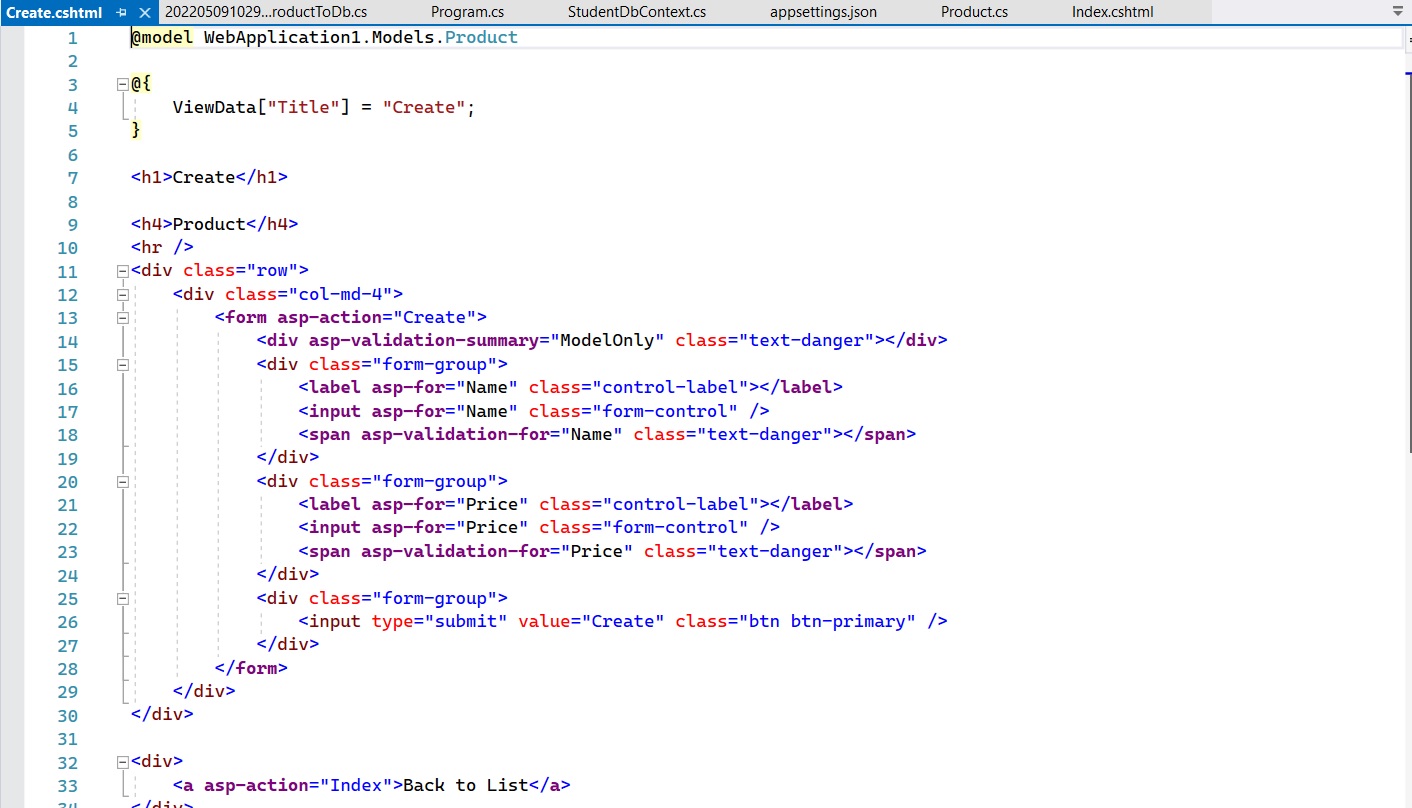 Create.cshtml 202205091029...roductToDb.cs Program.cs StudentDbContext.cs appsettings.json Product.cs Index.cshtml
1 @model WebApplication1.Models.Product
2
3 @{
4 ViewData["Title"] = "Create";
5 }
6
7 <h1>Create</h1>
8
9 <h4>Product</h4>
10 <hr />
11 <div class="row">
12 <div class="col-md-4">
13 <form asp-action="Create">
14 <div asp-validation-summary="ModelOnly" class="text-danger"></div>
15 <div class="form-group">
16 <label asp-for="Name" class="control-label"></label>
17 <input asp-for="Name" class="form-control" />
18 <span asp-validation-for="Name" class="text-danger"></span>
19 </div>
20 <div class="form-group">
21 <label asp-for="Price" class="control-label"></label>
22 <input asp-for="Price" class="form-control" />
23 <span asp-validation-for="Price" class="text-danger"></span>
24 </div>
25 <div class="form-group">
26 <input type="submit" value="Create" class="btn btn-primary" />
27 </div>
28 </form>
29 </div>
30 </div>
31
32 <div>
33 <a asp-action="Index">Back to List</a>
34 </div>